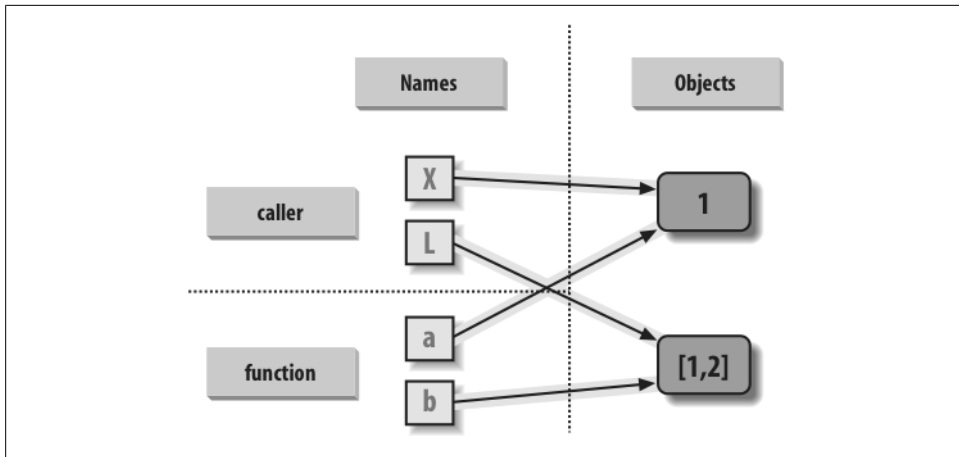 Names
Objects
X
caller
1
L
a
function
[1,2]
b